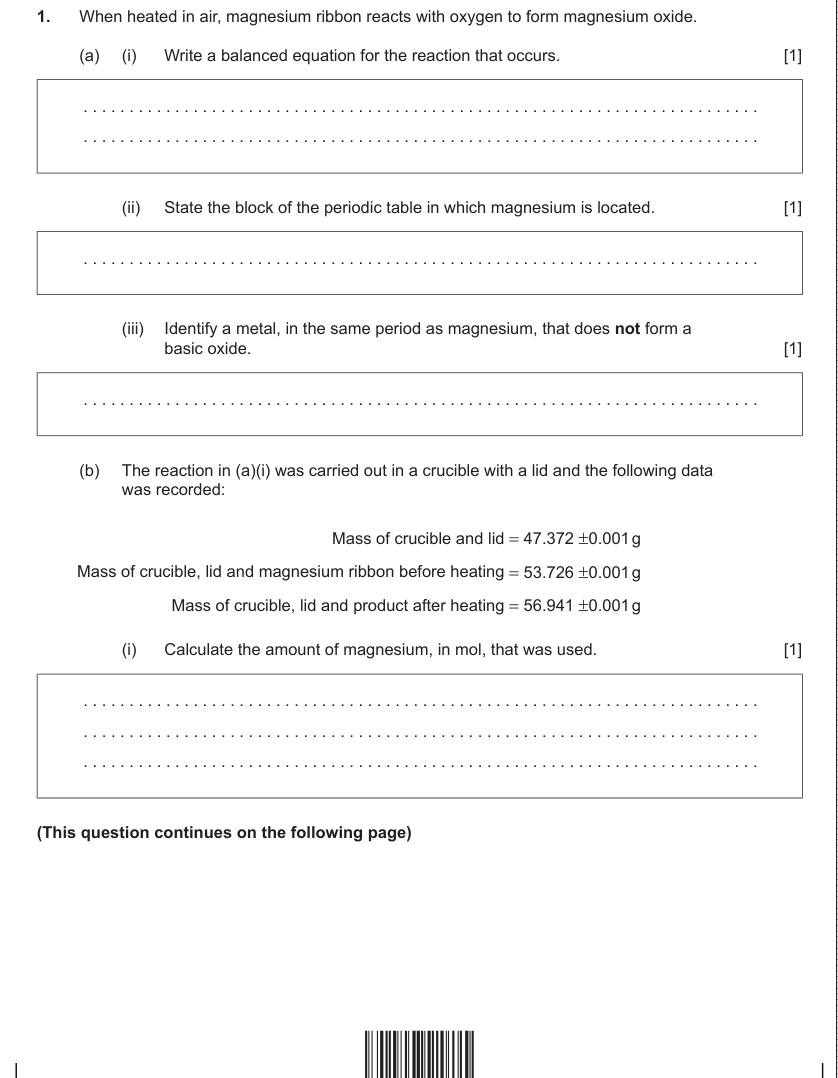 1. When heated in air, magnesium ribbon reacts with oxygen to form magnesium oxide.
(a) (i) Write a balanced equation for the reaction that occurs. [1]
(ii) State the block of the periodic table in which magnesium is located. [1]
(iii) Identify a metal, in the same period as magnesium, that does not form a
basic oxide. [1]
(b) The reaction in (a)(i) was carried out in a crucible with a lid and the following data
was recorded:
Mass of crucible and lid = 47.372 ±0.001 g
Mass of crucible, lid and magnesium ribbon before heating = 53.726 ±0.001 g
Mass of crucible, lid and product after heating = 56.941 ±0.001 g
(i) Calculate the amount of magnesium, in mol, that was used. [1]
(This question continues on the following page)